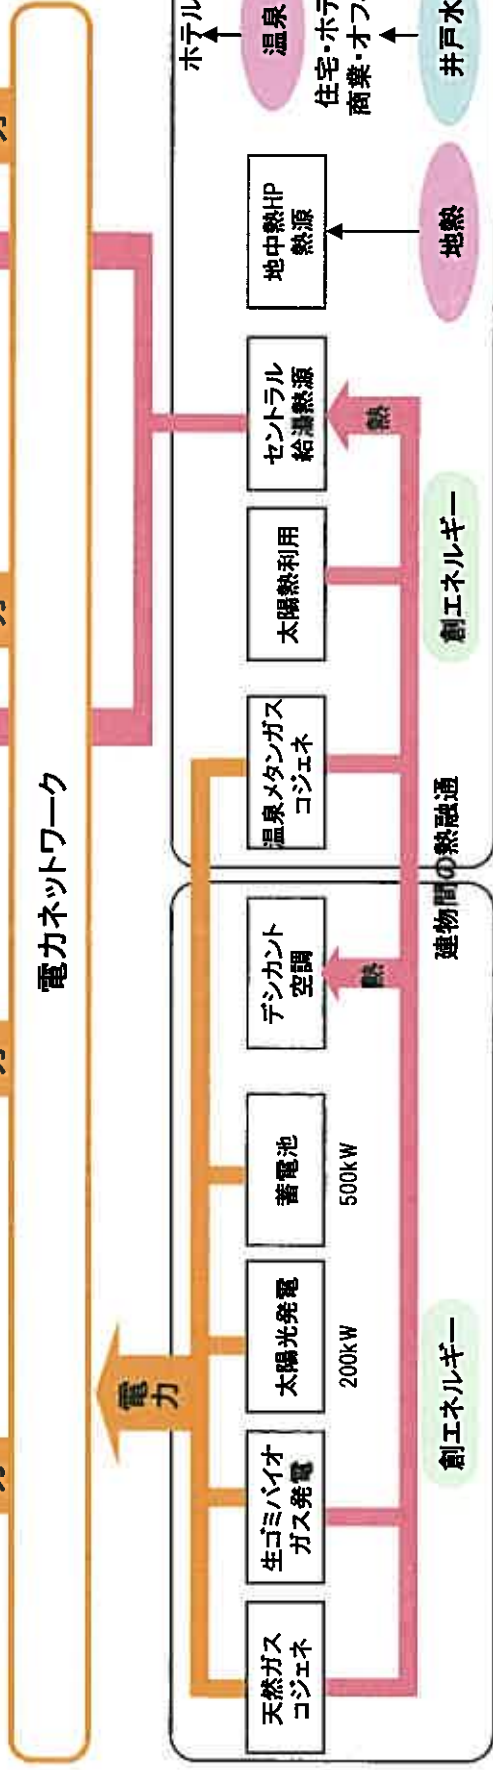 電力ネットワーク
電
力
天然ガス
コジェネ
生ゴミバイオ
ガス発電
太陽光発電
200kW
蓄電池
500kW
デシカント
空調
熱
温泉メタンガス
コジェネ
太陽熱利用
セントラル
給湯熱源
熱
地中熱HP
熱源
地熱
ホテル
温泉
住宅・ホテ
商業・オフ
井戸水
創エネルギー
建物間の熱融通
創エネルギー